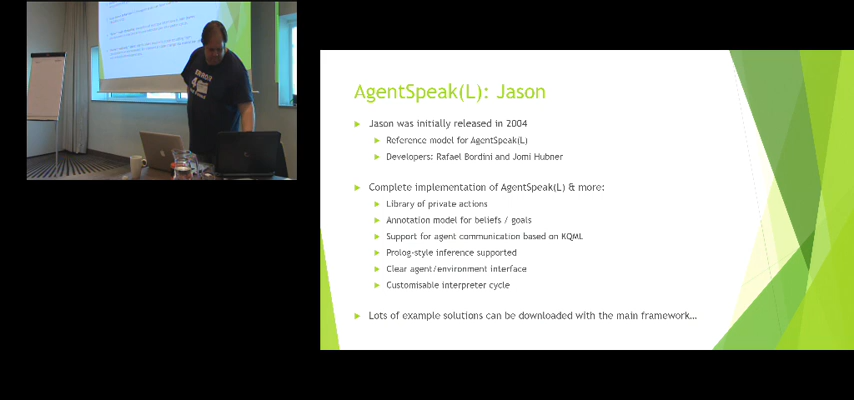 ERROR
AgentSpeak(L): Jason
Jason was initially released in 2004
Reference model for AgentSpeak(L)
Developers: Rafael Bordini and Jomi Hubner
Complete implementation of AgentSpeak(L) & more:
Library of private actions
Annotation model for beliefs / goals
Support for agent communication based on KQML
Prolog-style inference supported
Clear agent/environment interface
Customisable interpreter cycle
Lots of example solutions can be downloaded with the main framework...